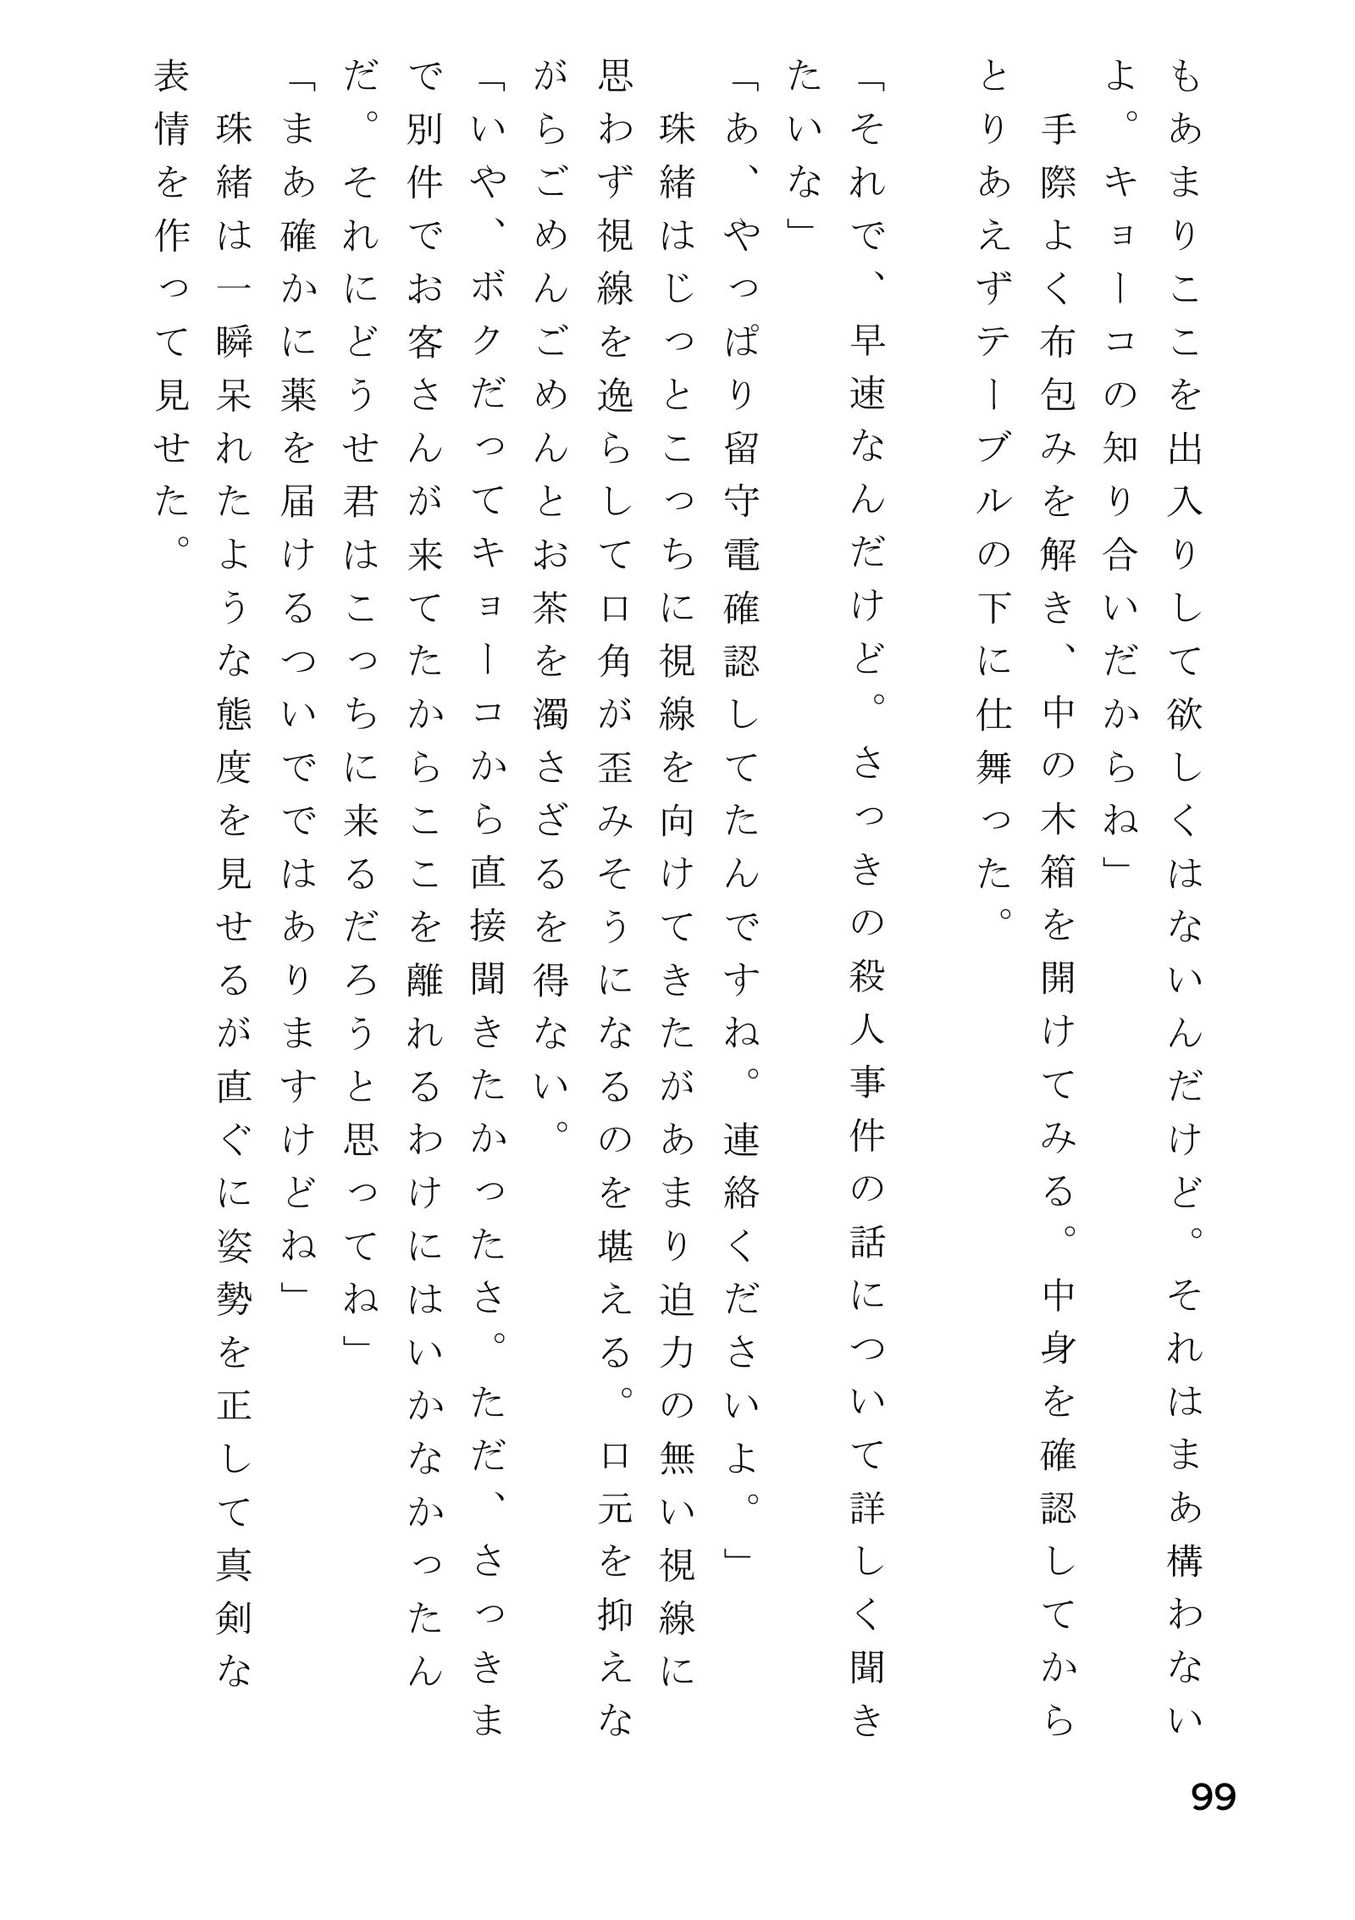 もあまりここを出入りして欲しくはないんだけど。それはまあ構わない
よ。キョーコの知り合いだからね」
　手際よく布包みを解き、中の木箱を開けてみる。中身を確認してから
とりあえずテーブルの下に仕舞った。
「それで、早速なんだけど。さっきの殺人事件の話について詳しく聞き
たいな」
「あ、やっぱり留守電確認してたんですね。連絡くださいよ。」
　珠緒はじっとこっちに視線を向けてきたがあまり迫力の無い視線に
思わず視線を逸らして口角が歪みそうになるのを堪える。口元を抑えな
がらごめんごめんとお茶を濁さざるを得ない。
「いや、ボクだってキョーコから直接聞きたかったさ。ただ、さっきま
で別件でお客さんが来てたからここを離れるわけにはいかなかったん
だ。それにどうせ君はこっちに来るだろうと思ってね」
「まあ確かに薬を届けるついでではありますけどね」
　珠緒は一瞬呆れたような態度を見せるが直ぐに姿勢を正して真剣な
表情を作って見せた。
99